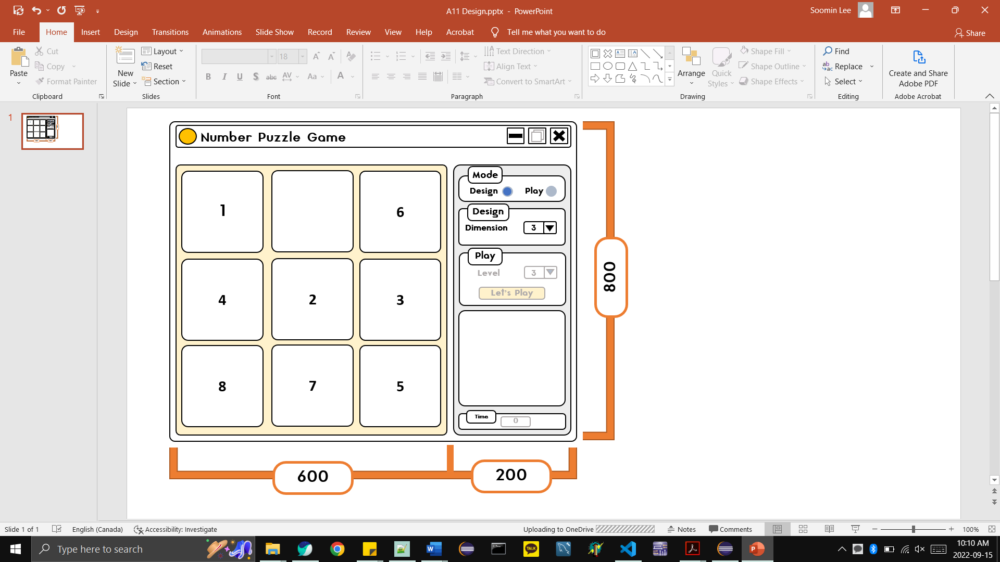 A11 Design.pptx - PowerPoint
Soomin Lee
File
Home
Insert
Design
Transitions
Animations
Slide Show
Record
Review
View
Help
Acrobat
Tell me what you want to do
Share
Paste
Cut
Copy
Format Painter
Clipboard
New
Slide
Layout
Reset
Section
Slides
18
B I U S abc AV Aa A
Font
Text Direction
Align Text
Convert to SmartArt
Paragraph
Arrange
Quick
Styles
Shape Fill
Shape Outline
Shape Effects
Drawing
Find
Replace
Select
Editing
Create and Share
Adobe PDF
Adobe Acrobat
1
Number Puzzle Game
1
6
4
2
3
8
7
5
Mode
Design
Play
Design
Dimension
3
Play
Level
3
Let's Play
Time
0
800
600
200
Slide 1 of 1
English (Canada)
Accessibility: Investigate
Uploading to OneDrive
Notes
Comments
100%
Type here to search
TALK
W
P
10:10 AM
2022-09-15